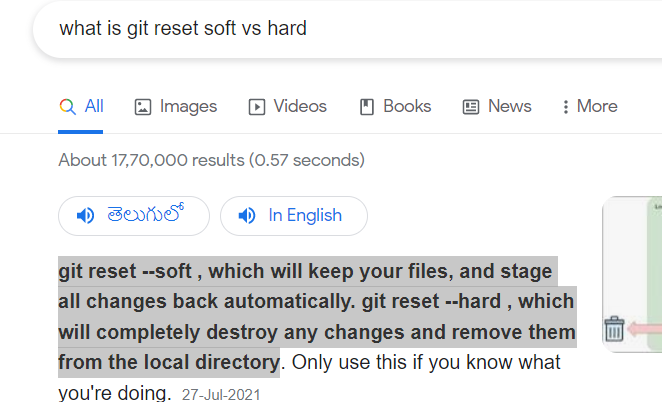 what is git reset soft vs hard
All Images Videos Books News More
About 17,70,000 results (0.57 seconds)
తెలుగులో In English
git reset --soft , which will keep your files, and stage
all changes back automatically. git reset --hard , which
will completely destroy any changes and remove them
from the local directory. Only use this if you know what
you're doing. 27-Jul-2021